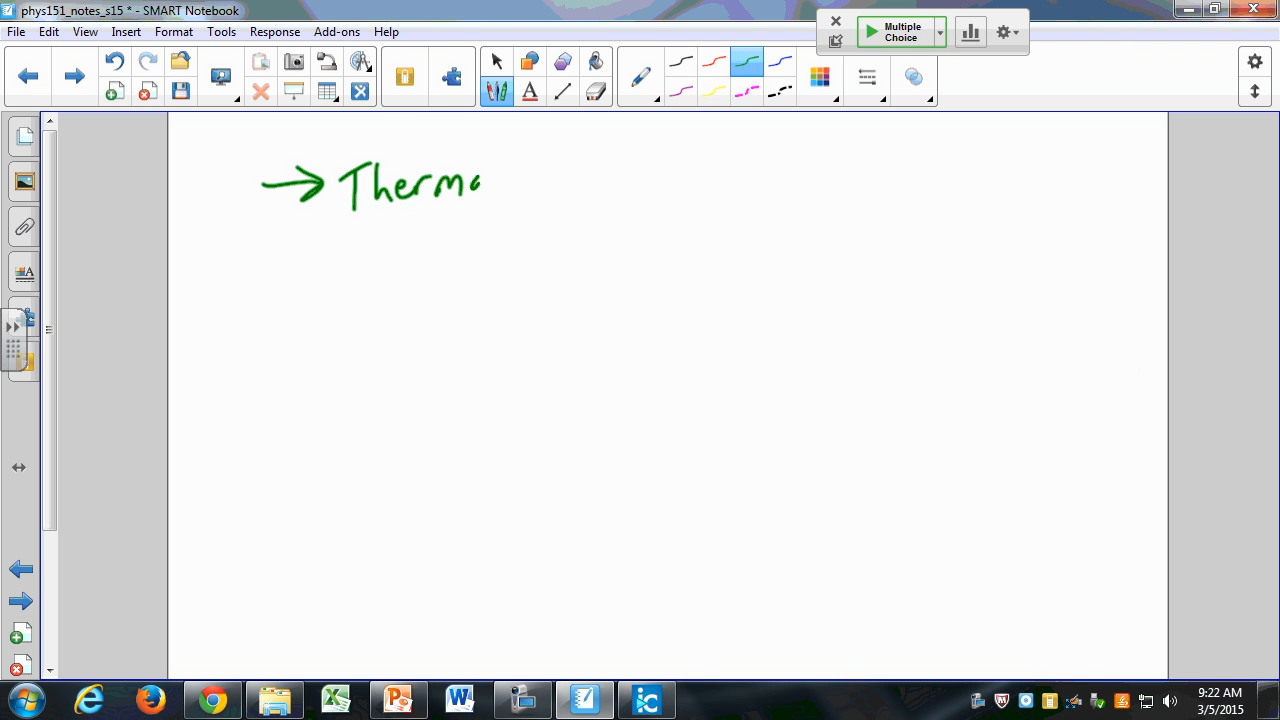 phys151_notes_s15 * - SMART Notebook
File Edit View Insert Format Tools Response Add-ons Help
Multiple
Choice
→ Thermo
9:22 AM
3/5/2015